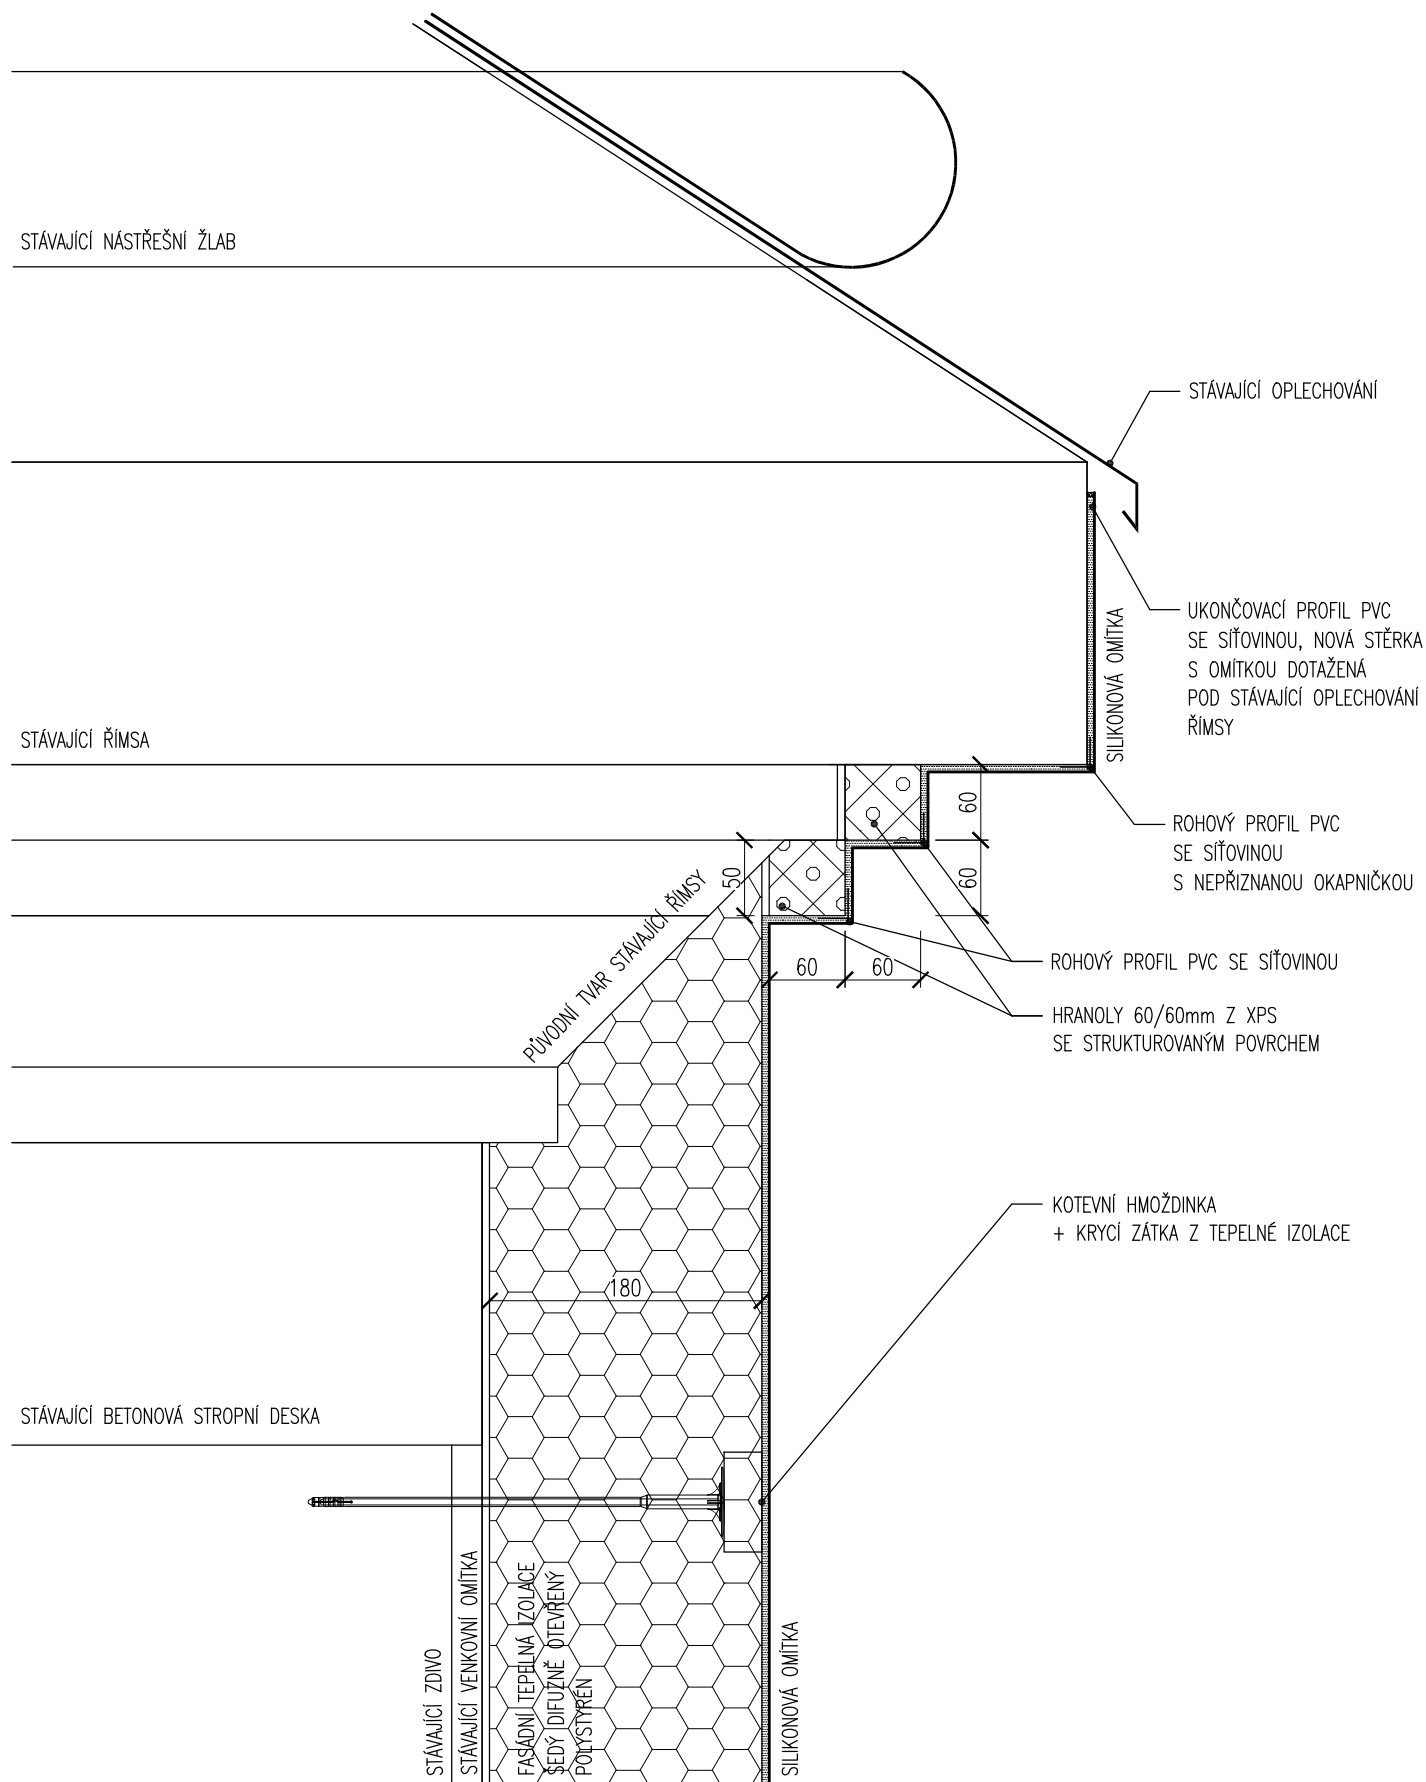 STÁVAJÍCÍ NÁSTŘEŠNÍ ŽLAB
STÁVAJÍCÍ OPLECHOVÁNÍ
UKONČOVACÍ PROFIL PVC
SE SÍŤOVINOU, NOVÁ STĚRKA
S OMÍTKOU DOTAŽENÁ
POD STÁVAJÍCÍ OPLECHOVÁNÍ
ŘÍMSY
SILIKONOVÁ OMÍTKA
STÁVAJÍCÍ ŘÍMSA
60
60
50
ROHOVÝ PROFIL PVC
SE SÍŤOVINOU
S NEPŘIZNANOU OKAPNIČKOU
PŮVODNÍ TVAR STÁVAJÍCÍ ŘÍMSY
60
60
ROHOVÝ PROFIL PVC SE SÍŤOVINOU
HRANOLY 60/60mm Z XPS
SE STRUKTUROVANÝM POVRCHEM
KOTEVNÍ HMOŽDINKA
+ KRYCÍ ZÁTKA Z TEPELNÉ IZOLACE
180
STÁVAJÍCÍ BETONOVÁ STROPNÍ DESKA
STÁVAJÍCÍ ZDIVO
STÁVAJÍCÍ VENKOVNÍ OMÍTKA
FASÁDNÍ TEPELNÁ IZOLACE
ŠEDÝ DIFUZNĚ OTEVŘENÝ
POLYSTYRÉN
SILIKONOVÁ OMÍTKA